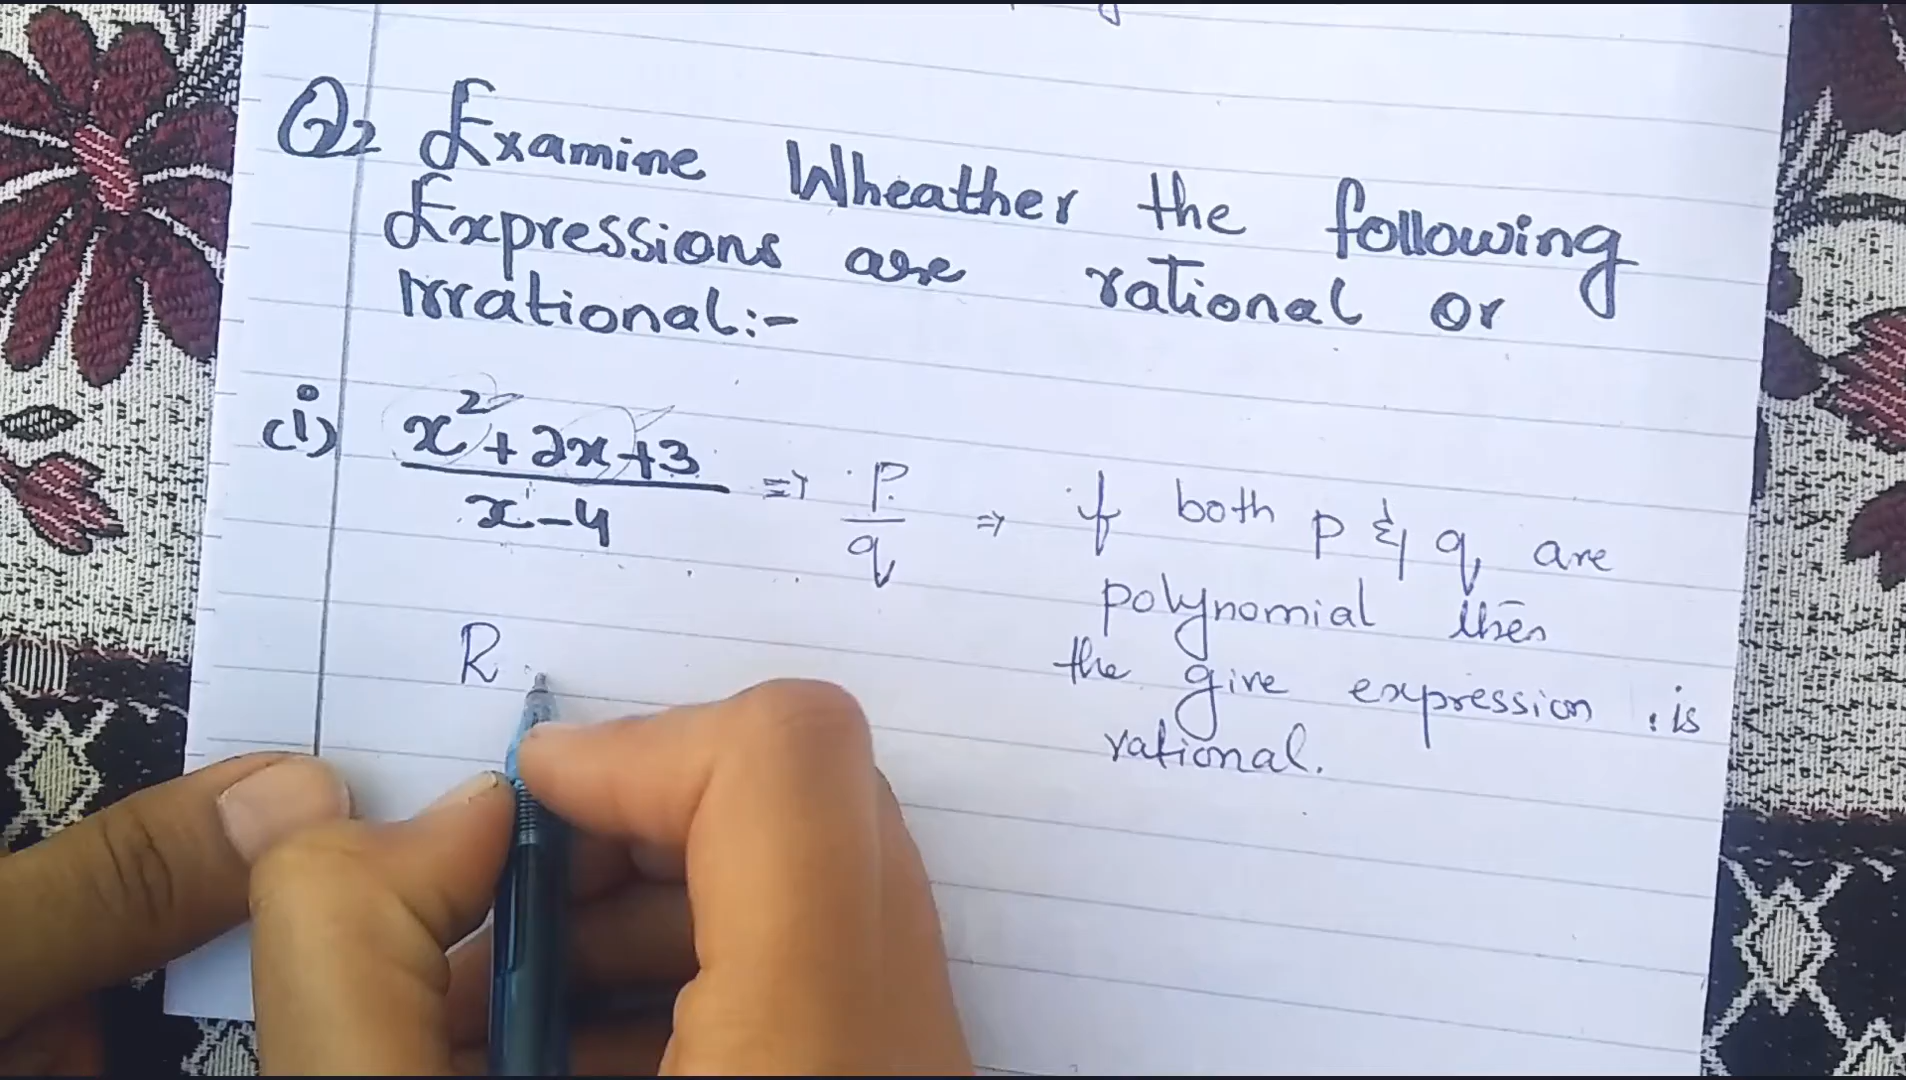 Q2 Examine Wheather the following
Expressions are rational or
Irrational:-
(i) x²+2x+3 / x-4 => p/q => if both p & q are
polynomial then
the give expression is
rational.
R